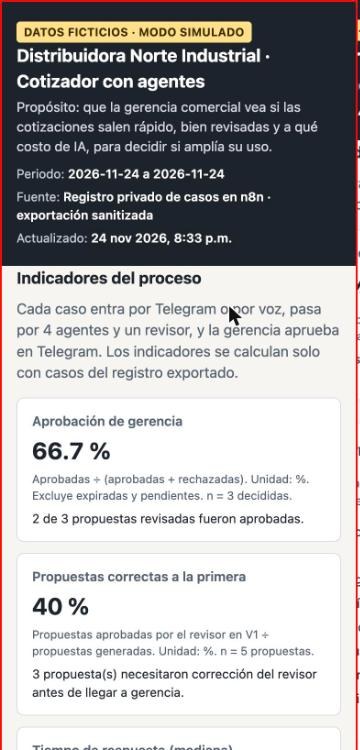 DATOS FICTICIOS · MODO SIMULADO
Distribuidora Norte Industrial ·
Cotizador con agentes
Propósito: que la gerencia comercial vea si las
cotizaciones salen rápido, bien revisadas y a qué
costo de IA, para decidir si amplía su uso.
Periodo: 2026-11-24 a 2026-11-24
Fuente: Registro privado de casos en n8n ·
exportación sanitizada
Actualizado: 24 nov 2026, 8:33 p.m.
Indicadores del proceso
Cada caso entra por Telegram o por voz, pasa
por 4 agentes y un revisor, y la gerencia aprueba
en Telegram. Los indicadores se calculan solo
con casos del registro exportado.
Aprobación de gerencia
66.7 %
Aprobadas ÷ (aprobadas + rechazadas). Unidad: %.
Excluye expiradas y pendientes. n = 3 decididas.
2 de 3 propuestas revisadas fueron aprobadas.
Propuestas correctas a la primera
40 %
Propuestas aprobadas por el revisor en V1 ÷
propuestas generadas. Unidad: %. n = 5 propuestas.
3 propuesta(s) necesitaron corrección del revisor
antes de llegar a gerencia.
Tiempo de respuesta (mediana)